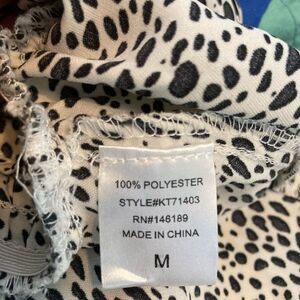 100% POLYESTER
STYLE#KT71403
RN#146189
MADE IN CHINA
M